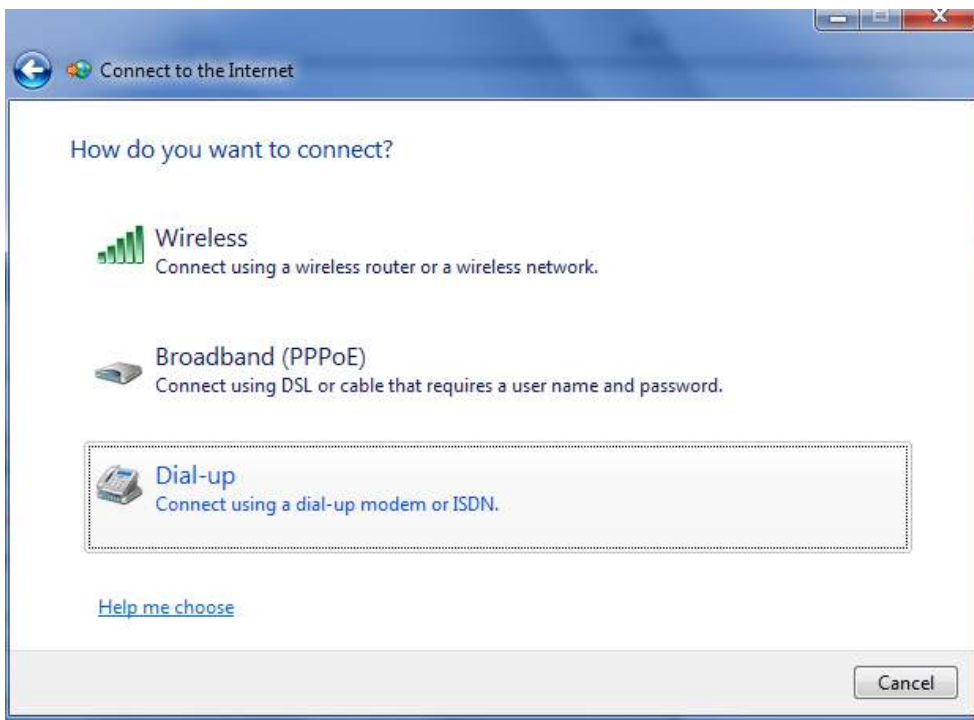 Connect to the Internet
How do you want to connect?
Wireless
Connect using a wireless router or a wireless network.
Broadband (PPPoE)
Connect using DSL or cable that requires a user name and password.
Dial-up
Connect using a dial-up modem or ISDN.
Help me choose
Cancel